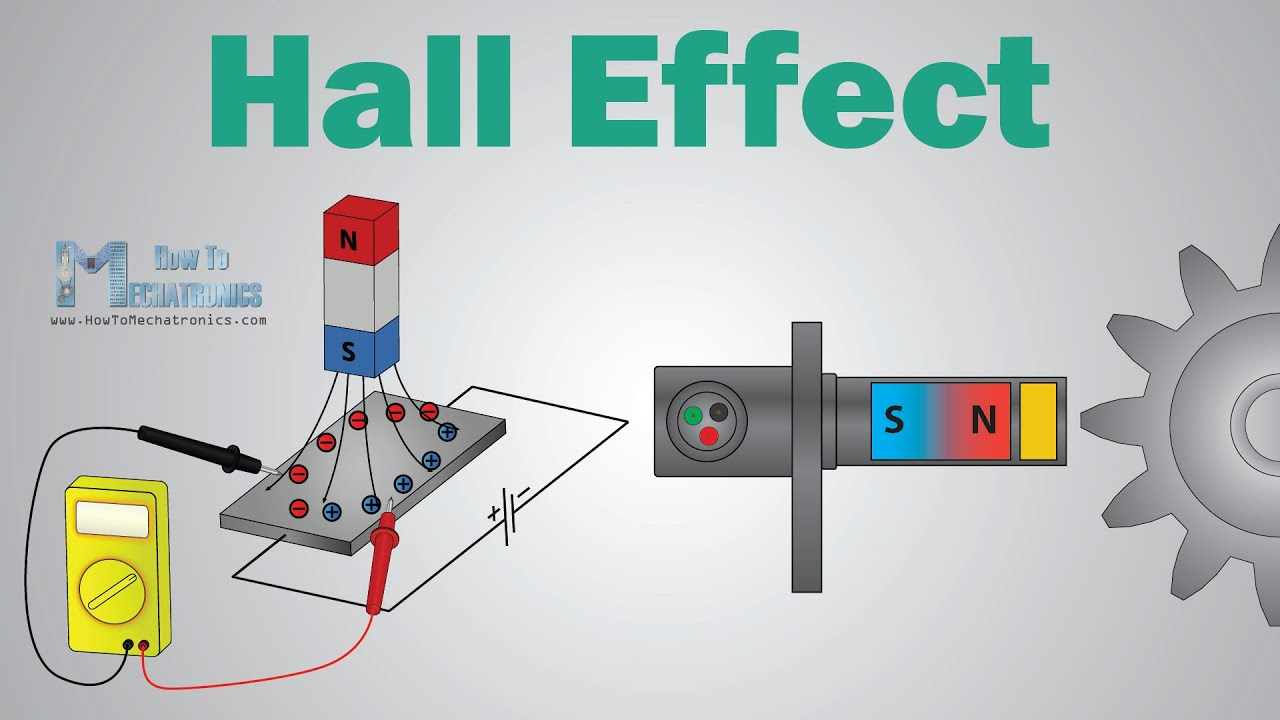 Hall Effect
How To
MECHATRONICS
www.HowToMechatronics.com
N
S
S N
+ −